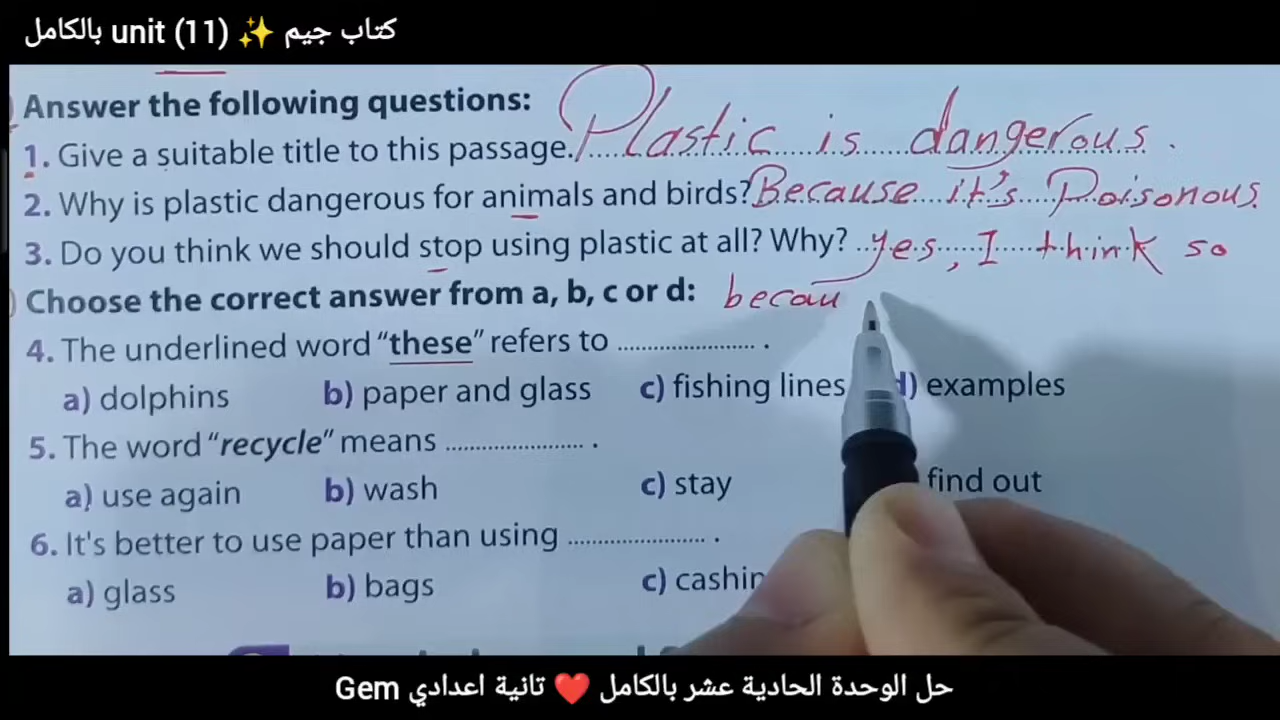 كتاب جيم ✨ unit (11) بالكامل
Answer the following questions:
1. Give a suitable title to this passage. Plastic is dangerous.
2. Why is plastic dangerous for animals and birds? Because it's Poisonous.
3. Do you think we should stop using plastic at all? Why? yes, I think so
Choose the correct answer from a, b, c or d: becau
4. The underlined word “these” refers to ...................... .
a) dolphins b) paper and glass c) fishing lines d) examples
5. The word “recycle” means ...................... .
a) use again b) wash c) stay find out
6. It's better to use paper than using ...................... .
a) glass b) bags c) cashin
حل الوحدة الحادية عشر بالكامل ❤️ تانية اعدادي Gem